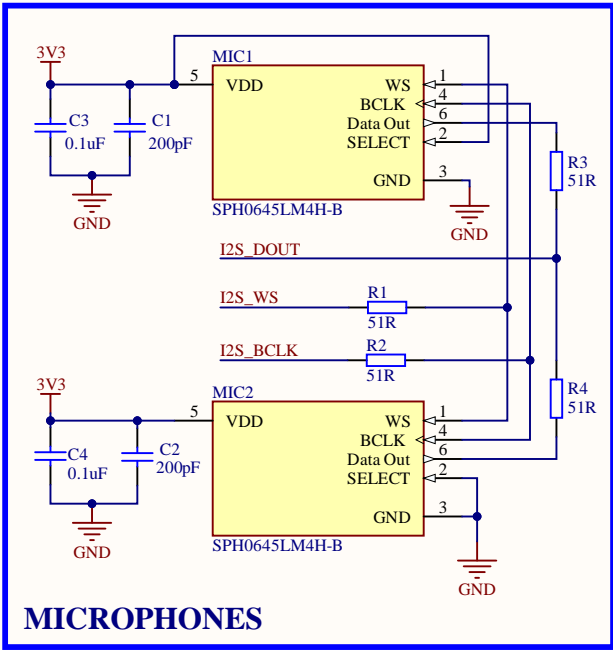 3V3
MIC1
5
VDD
WS
1
BCLK
4
Data Out
6
SELECT
2
GND
3
C3
0.1uF
C1
200pF
GND
SPH0645LM4H-B
GND
R3
51R
I2S_DOUT
I2S_WS
R1
51R
I2S_BCLK
R2
51R
3V3
MIC2
5
VDD
WS
1
BCLK
4
Data Out
6
SELECT
2
GND
3
C4
0.1uF
C2
200pF
GND
SPH0645LM4H-B
GND
R4
51R
MICROPHONES